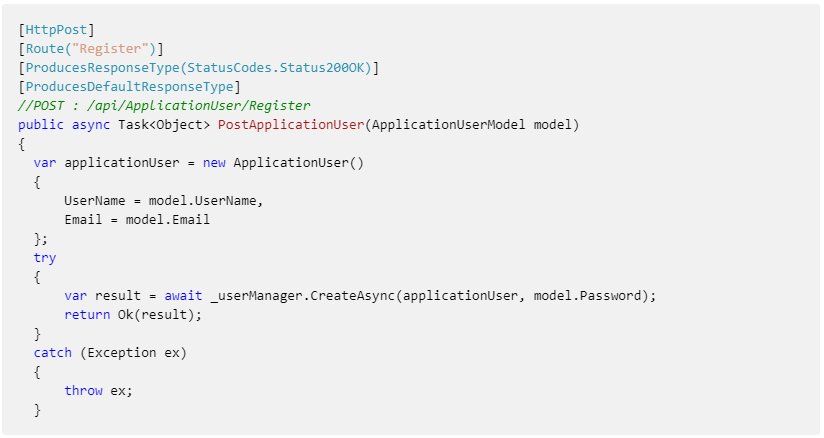 [HttpPost]
[Route("Register")]
[ProducesResponseType(StatusCodes.Status200OK)]
[ProducesDefaultResponseType]
//POST : /api/ApplicationUser/Register
public async Task<Object> PostApplicationUser(ApplicationUserModel model)
{
  var applicationUser = new ApplicationUser()
  {
      UserName = model.UserName,
      Email = model.Email
  };
  try
  {
      var result = await _userManager.CreateAsync(applicationUser, model.Password);
      return Ok(result);
  }
  catch (Exception ex)
  {
      throw ex;
  }